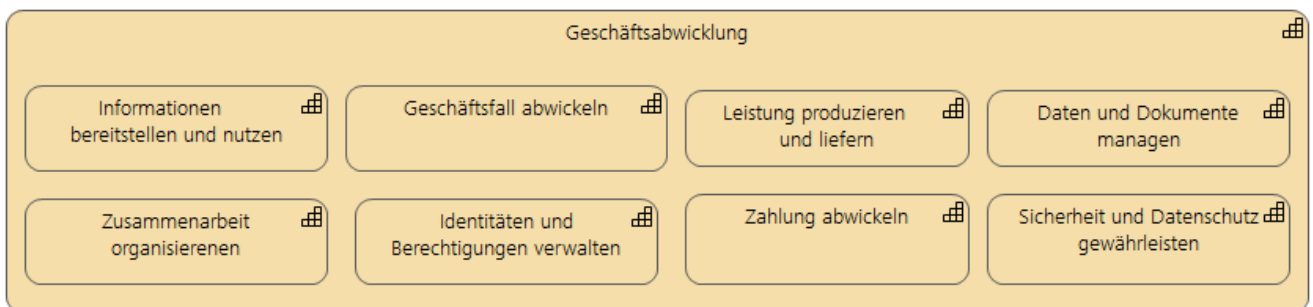 Geschäftsabwicklung
Informationen
bereitstellen und nutzen
Geschäftsfall abwickeln
Leistung produzieren
und liefern
Daten und Dokumente
managen
Zusammenarbeit
organisierenen
Identitäten und
Berechtigungen verwalten
Zahlung abwickeln
Sicherheit und Datenschutz
gewährleisten